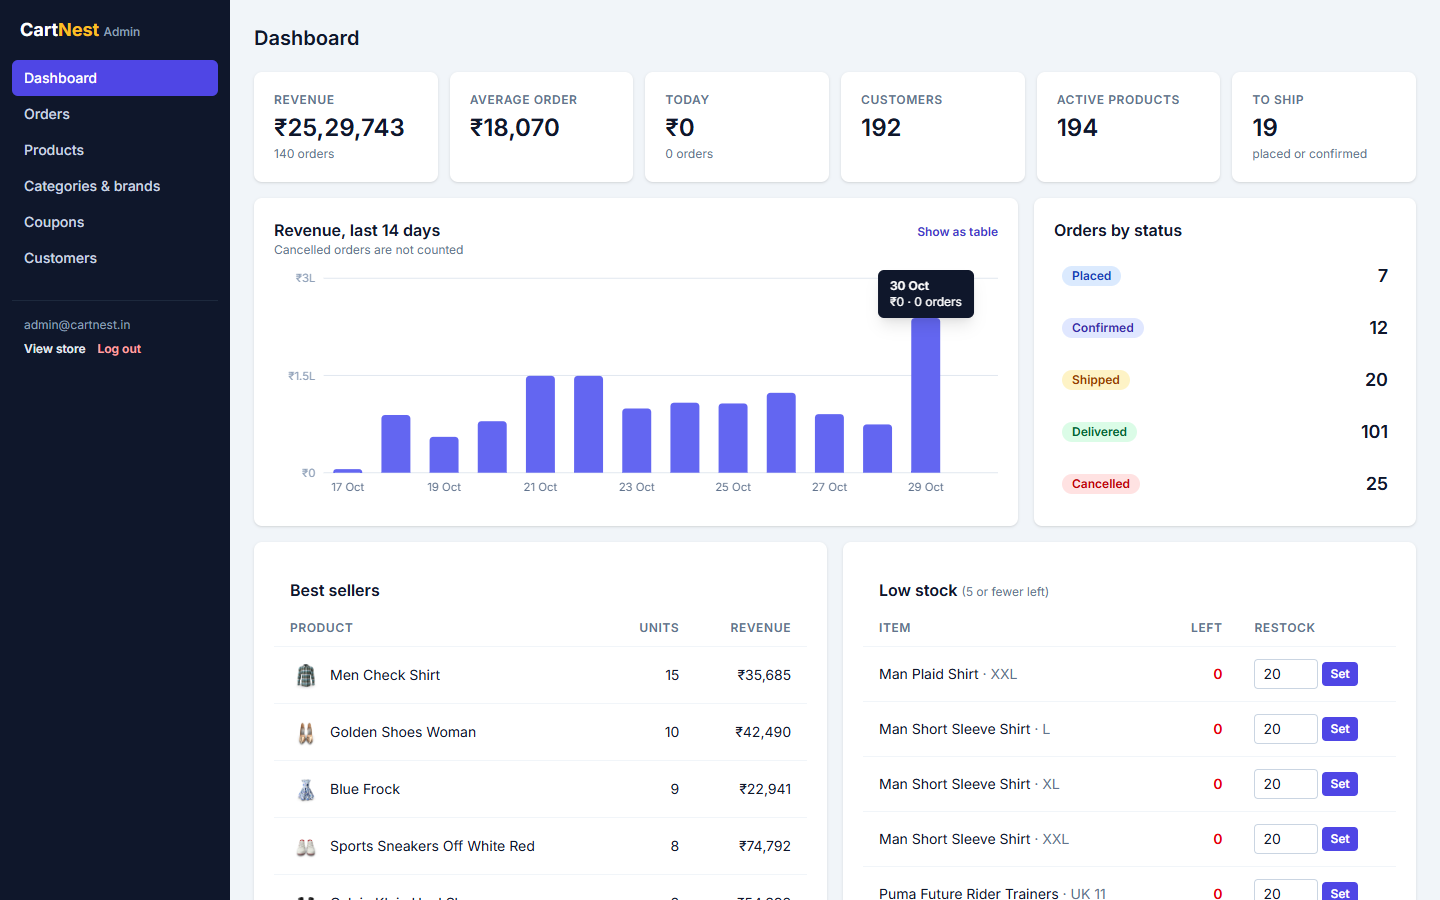 CartNest Admin
Dashboard
Orders
Products
Categories & brands
Coupons
Customers
admin@cartnest.in
View store Log out
Dashboard
REVENUE
₹25,29,743
140 orders
AVERAGE ORDER
₹18,070
TODAY
₹0
0 orders
CUSTOMERS
192
ACTIVE PRODUCTS
194
TO SHIP
19
placed or confirmed
Revenue, last 14 days
Show as table
Cancelled orders are not counted
₹3L
₹1.5L
₹0
30 Oct
₹0 · 0 orders
17 Oct 19 Oct 21 Oct 23 Oct 25 Oct 27 Oct 29 Oct
Orders by status
Placed 7
Confirmed 12
Shipped 20
Delivered 101
Cancelled 25
Best sellers
PRODUCT UNITS REVENUE
Men Check Shirt 15 ₹35,685
Golden Shoes Woman 10 ₹42,490
Blue Frock 9 ₹22,941
Sports Sneakers Off White Red 8 ₹74,792
Low stock (5 or fewer left)
ITEM LEFT RESTOCK
Man Plaid Shirt · XXL 0 20 Set
Man Short Sleeve Shirt · L 0 20 Set
Man Short Sleeve Shirt · XL 0 20 Set
Man Short Sleeve Shirt · XXL 0 20 Set
Puma Future Rider Trainers · UK 11 0 20 Set